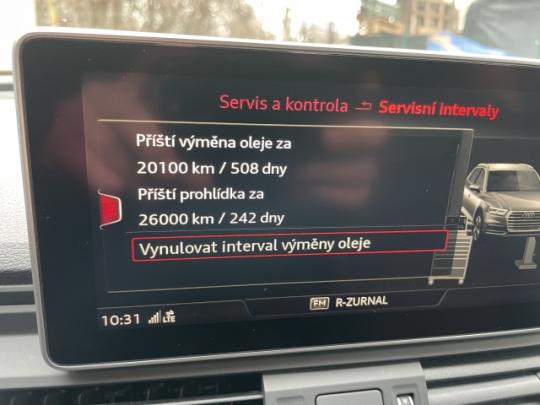 Servis a kontrola Servisní intervaly
Příští výměna oleje za
20100 km / 508 dny
Příští prohlídka za
26000 km / 242 dny
Vynulovat interval výměny oleje
FM R-ZURNAL
10:31 LTE